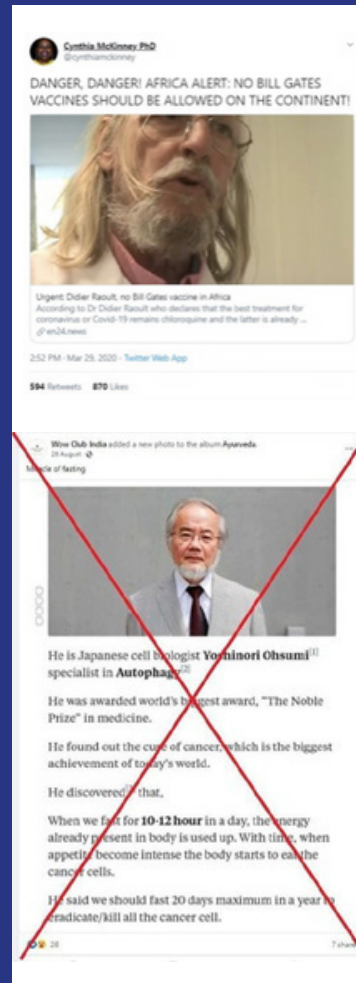 Cynthia McKinney PhD
@cynthiamckinney
DANGER, DANGER! AFRICA ALERT: NO BILL GATES
VACCINES SHOULD BE ALLOWED ON THE CONTINENT!
Urgent: Didier Raoult, no Bill Gates vaccine in Africa
According to Dr Didier Raoult who declares that the best treatment for
coronavirus or Covid-19 remains chloroquine and the latter is already ...
en24.news
2:52 PM · Mar 29, 2020 · Twitter Web App
594 Retweets 870 Likes
Wow Club India added a new photo to the album Ayurveda.
28 August
Miracle of fasting
He is Japanese cell biologist Yoshinori Ohsumi[1]
specialist in Autophagy[2]
He was awarded world's biggest award, "The Noble
Prize" in medicine.
He found out the cure of cancer, which is the biggest
achievement of today's world.
He discovered that,
When we fast for 10-12 hour in a day, the energy
already present in body is used up. With time, when
appetite become intense the body starts to eat the
cancer cells.
He said we should fast 20 days maximum in a year to
eradicate/kill all the cancer cell.
28
7 share